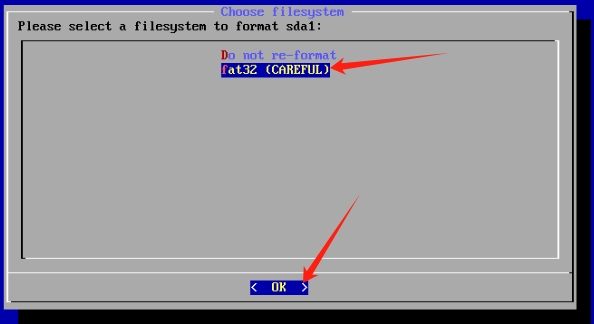 Choose filesystem
Please select a filesystem to format sda1:
Do not re-format
fat32 (CAREFUL)
< OK >